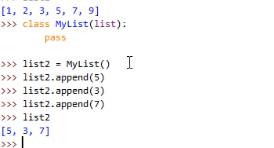 [1, 2, 3, 5, 7, 9]
>>> class MyList(list):
        pass

>>> list2 = MyList()
>>> list2.append(5)
>>> list2.append(3)
>>> list2.append(7)
>>> list2
[5, 3, 7]
>>>